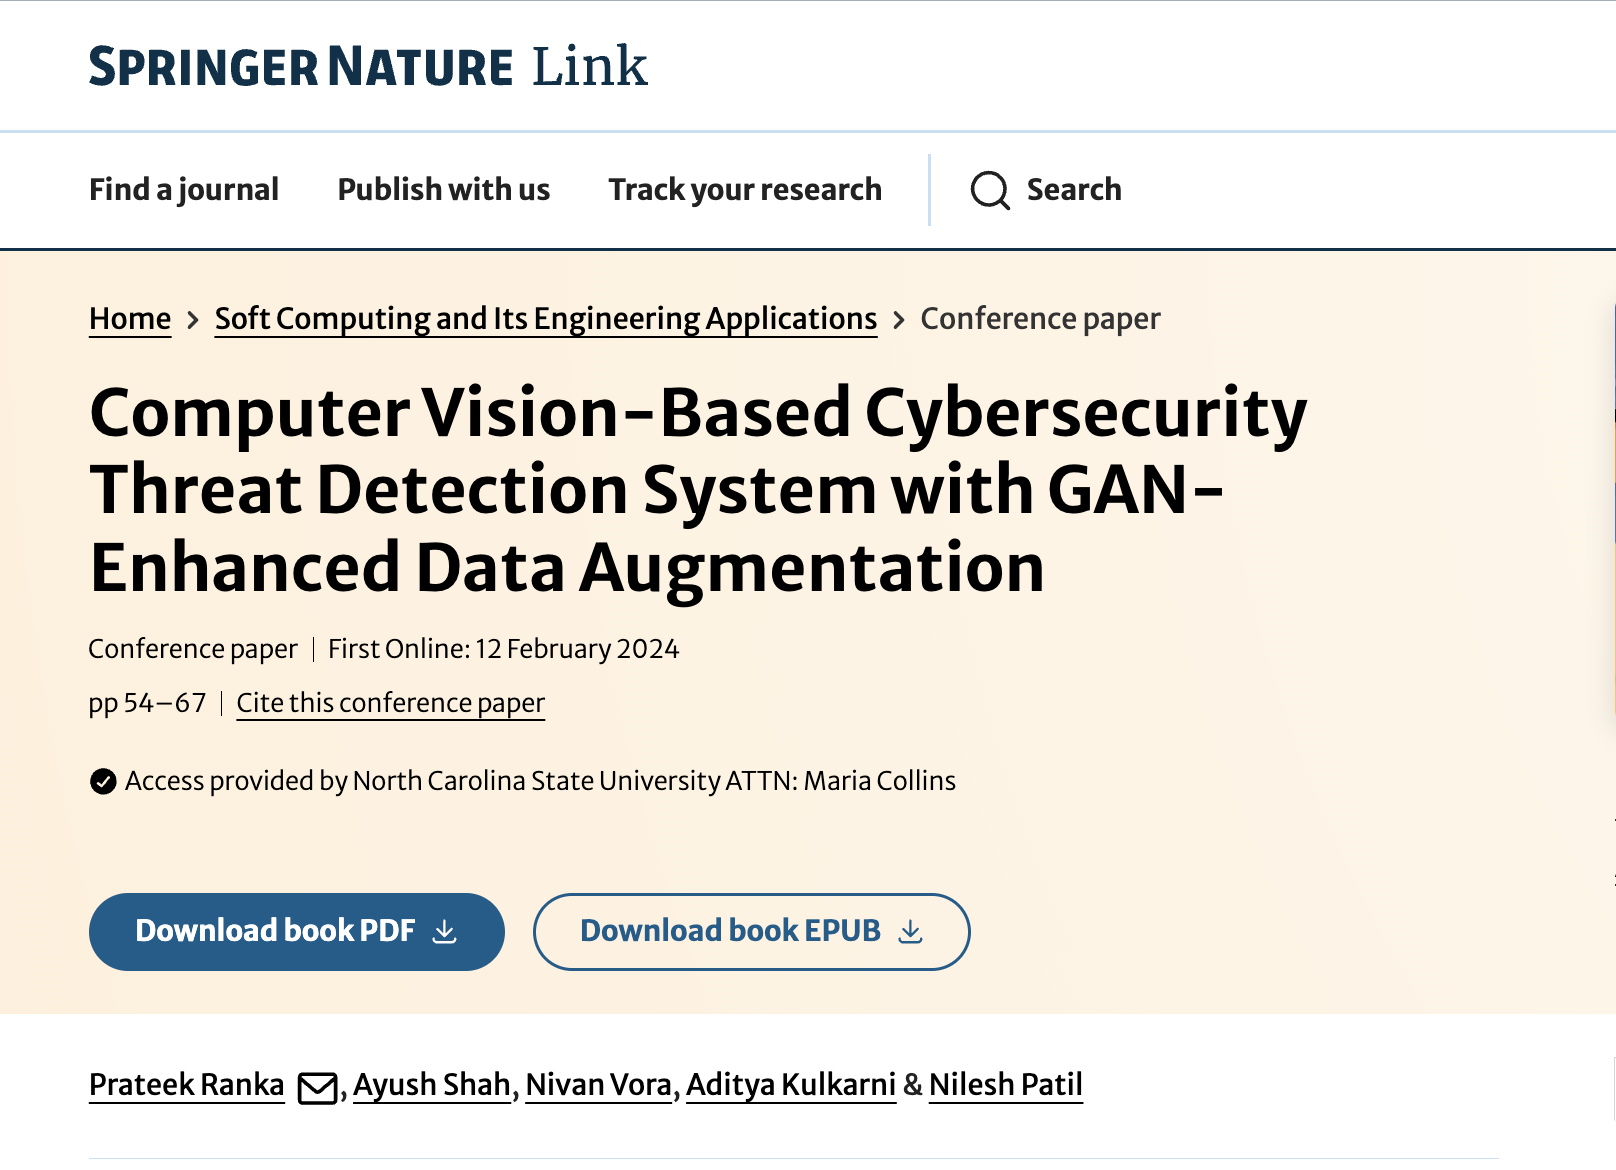 SPRINGER NATURE Link
Find a journal Publish with us Track your research Search
Home > Soft Computing and Its Engineering Applications > Conference paper
Computer Vision-Based Cybersecurity
Threat Detection System with GAN-
Enhanced Data Augmentation
Conference paper | First Online: 12 February 2024
pp 54–67 | Cite this conference paper
Access provided by North Carolina State University ATTN: Maria Collins
Download book PDF Download book EPUB
Prateek Ranka, Ayush Shah, Nivan Vora, Aditya Kulkarni & Nilesh Patil